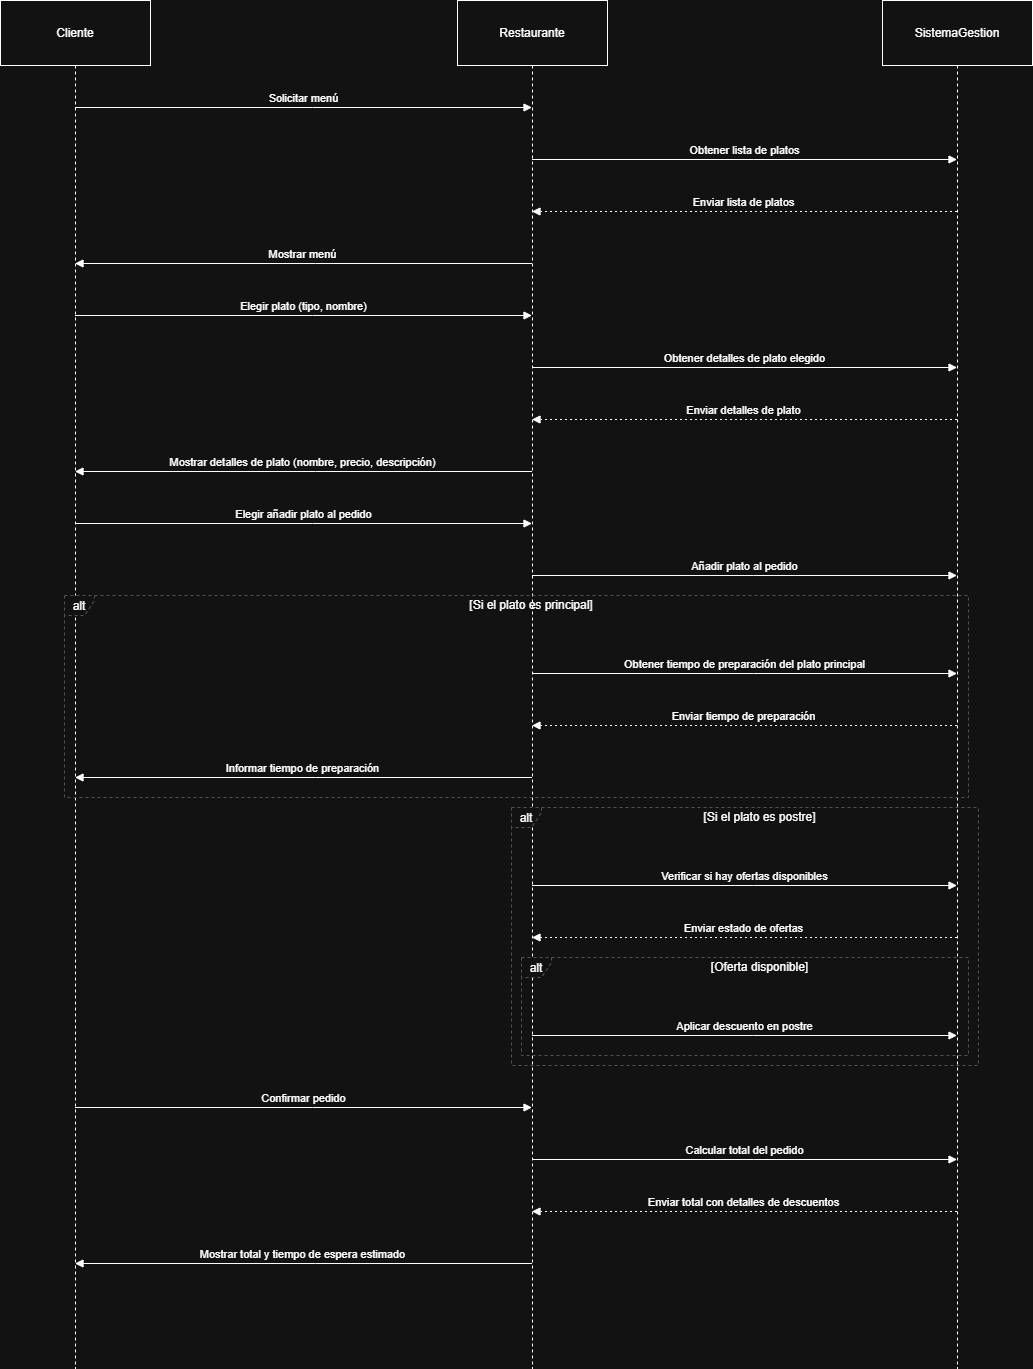 Cliente
Restaurante
SistemaGestion
Solicitar menú
Obtener lista de platos
Enviar lista de platos
Mostrar menú
Elegir plato (tipo, nombre)
Obtener detalles de plato elegido
Enviar detalles de plato
Mostrar detalles de plato (nombre, precio, descripción)
Elegir añadir plato al pedido
Añadir plato al pedido
alt
[Si el plato es principal]
Obtener tiempo de preparación del plato principal
Enviar tiempo de preparación
Informar tiempo de preparación
alt
[Si el plato es postre]
Verificar si hay ofertas disponibles
Enviar estado de ofertas
alt
[Oferta disponible]
Aplicar descuento en postre
Confirmar pedido
Calcular total del pedido
Enviar total con detalles de descuentos
Mostrar total y tiempo de espera estimado